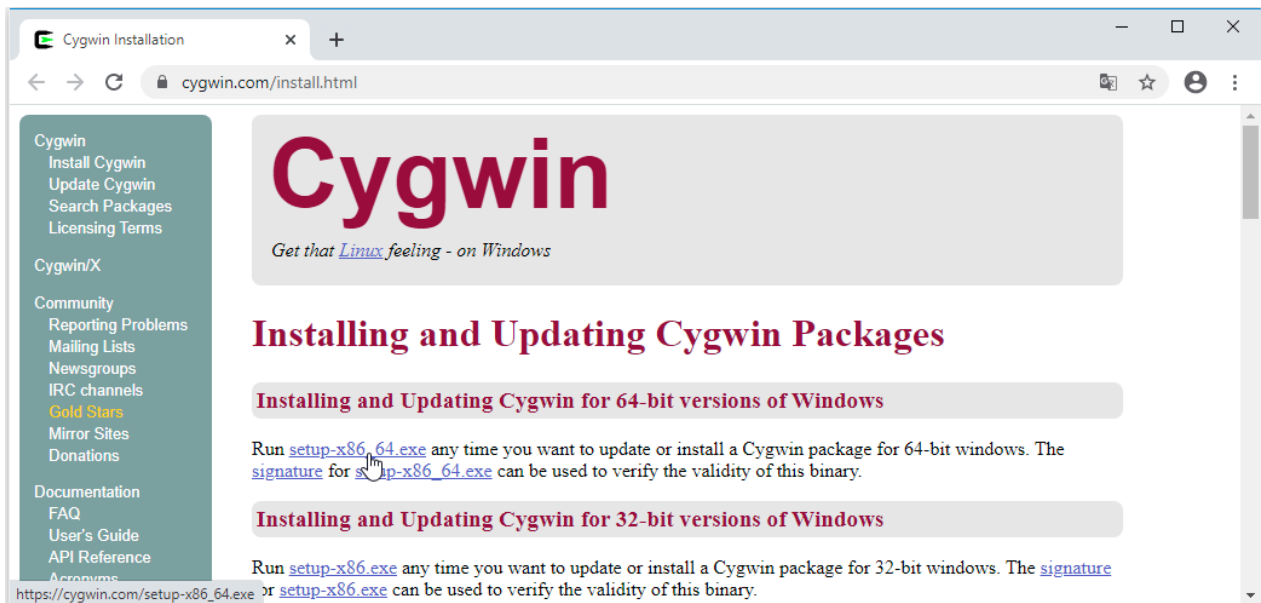 Cygwin Installation
cygwin.com/install.html
Cygwin
Install Cygwin
Update Cygwin
Search Packages
Licensing Terms
Cygwin/X
Community
Reporting Problems
Mailing Lists
Newsgroups
IRC channels
Gold Stars
Mirror Sites
Donations
Documentation
FAQ
User's Guide
API Reference
Acronyms
https://cygwin.com/setup-x86_64.exe
Cygwin
Get that Linux feeling - on Windows
Installing and Updating Cygwin Packages
Installing and Updating Cygwin for 64-bit versions of Windows
Run setup-x86_64.exe any time you want to update or install a Cygwin package for 64-bit windows. The
signature for setup-x86_64.exe can be used to verify the validity of this binary.
Installing and Updating Cygwin for 32-bit versions of Windows
Run setup-x86.exe any time you want to update or install a Cygwin package for 32-bit windows. The signature
for setup-x86.exe can be used to verify the validity of this binary.